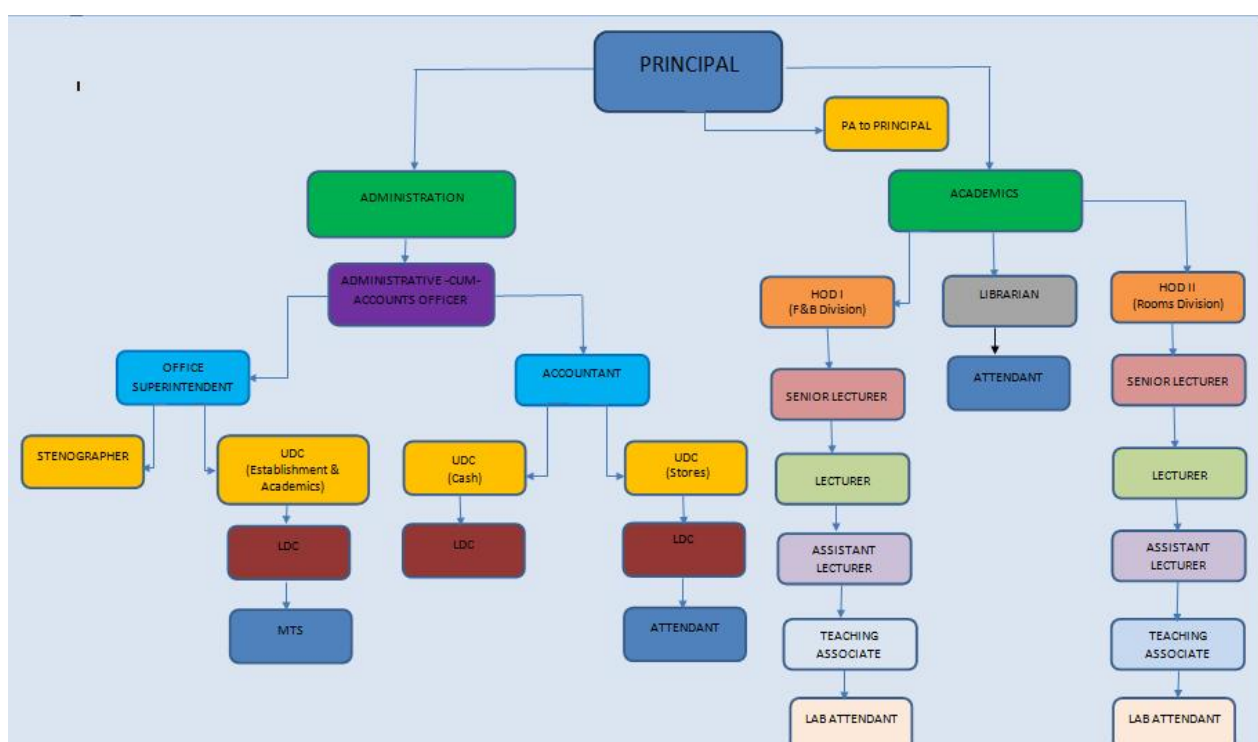 PRINCIPAL
PA to PRINCIPAL
ADMINISTRATION
ACADEMICS
ADMINISTRATIVE -CUM-
ACCOUNTS OFFICER
HOD I
(F&B Division)
LIBRARIAN
HOD II
(Rooms Division)
OFFICE
SUPERINTENDENT
ACCOUNTANT
SENIOR LECTURER
ATTENDANT
SENIOR LECTURER
STENOGRAPHER
UDC
(Establishment &
Academics)
UDC
(Cash)
UDC
(Stores)
LECTURER
LECTURER
LDC
LDC
LDC
ASSISTANT
LECTURER
ASSISTANT
LECTURER
MTS
ATTENDANT
TEACHING
ASSOCIATE
TEACHING
ASSOCIATE
LAB ATTENDANT
LAB ATTENDANT